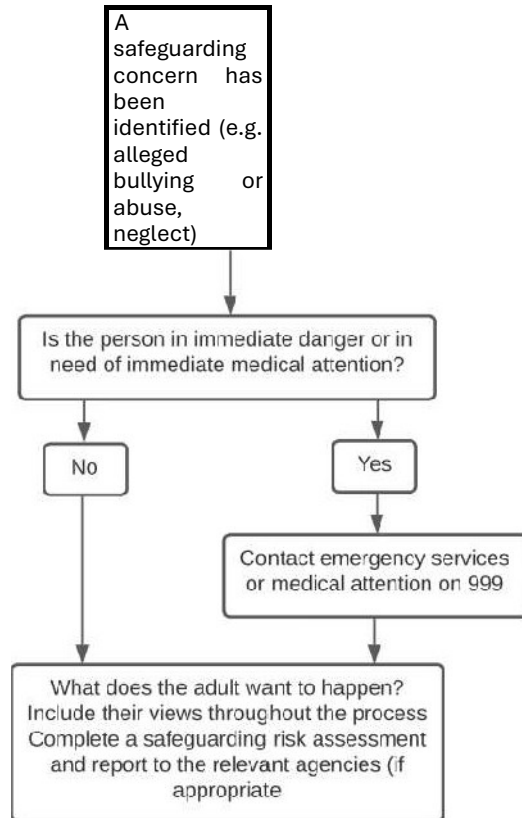 A
safeguarding
concern has
been
identified (e.g.
alleged
bullying or
abuse,
neglect)
Is the person in immediate danger or in
need of immediate medical attention?
No
Yes
Contact emergency services
or medical attention on 999
What does the adult want to happen?
Include their views throughout the process
Complete a safeguarding risk assessment
and report to the relevant agencies (if
appropriate